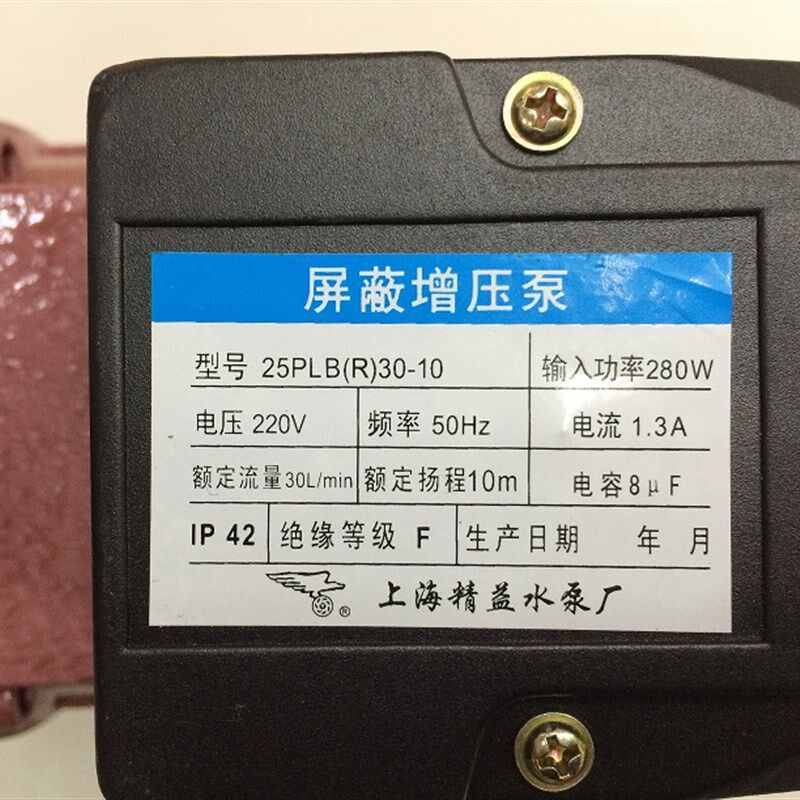 屏蔽增压泵
型号 25PLB(R)30-10 输入功率280W
电压 220V 频率 50Hz 电流 1.3A
额定流量30L/min 额定扬程10m 电容8μF
IP 42 绝缘等级 F 生产日期 年 月
® 上海精益水泵厂